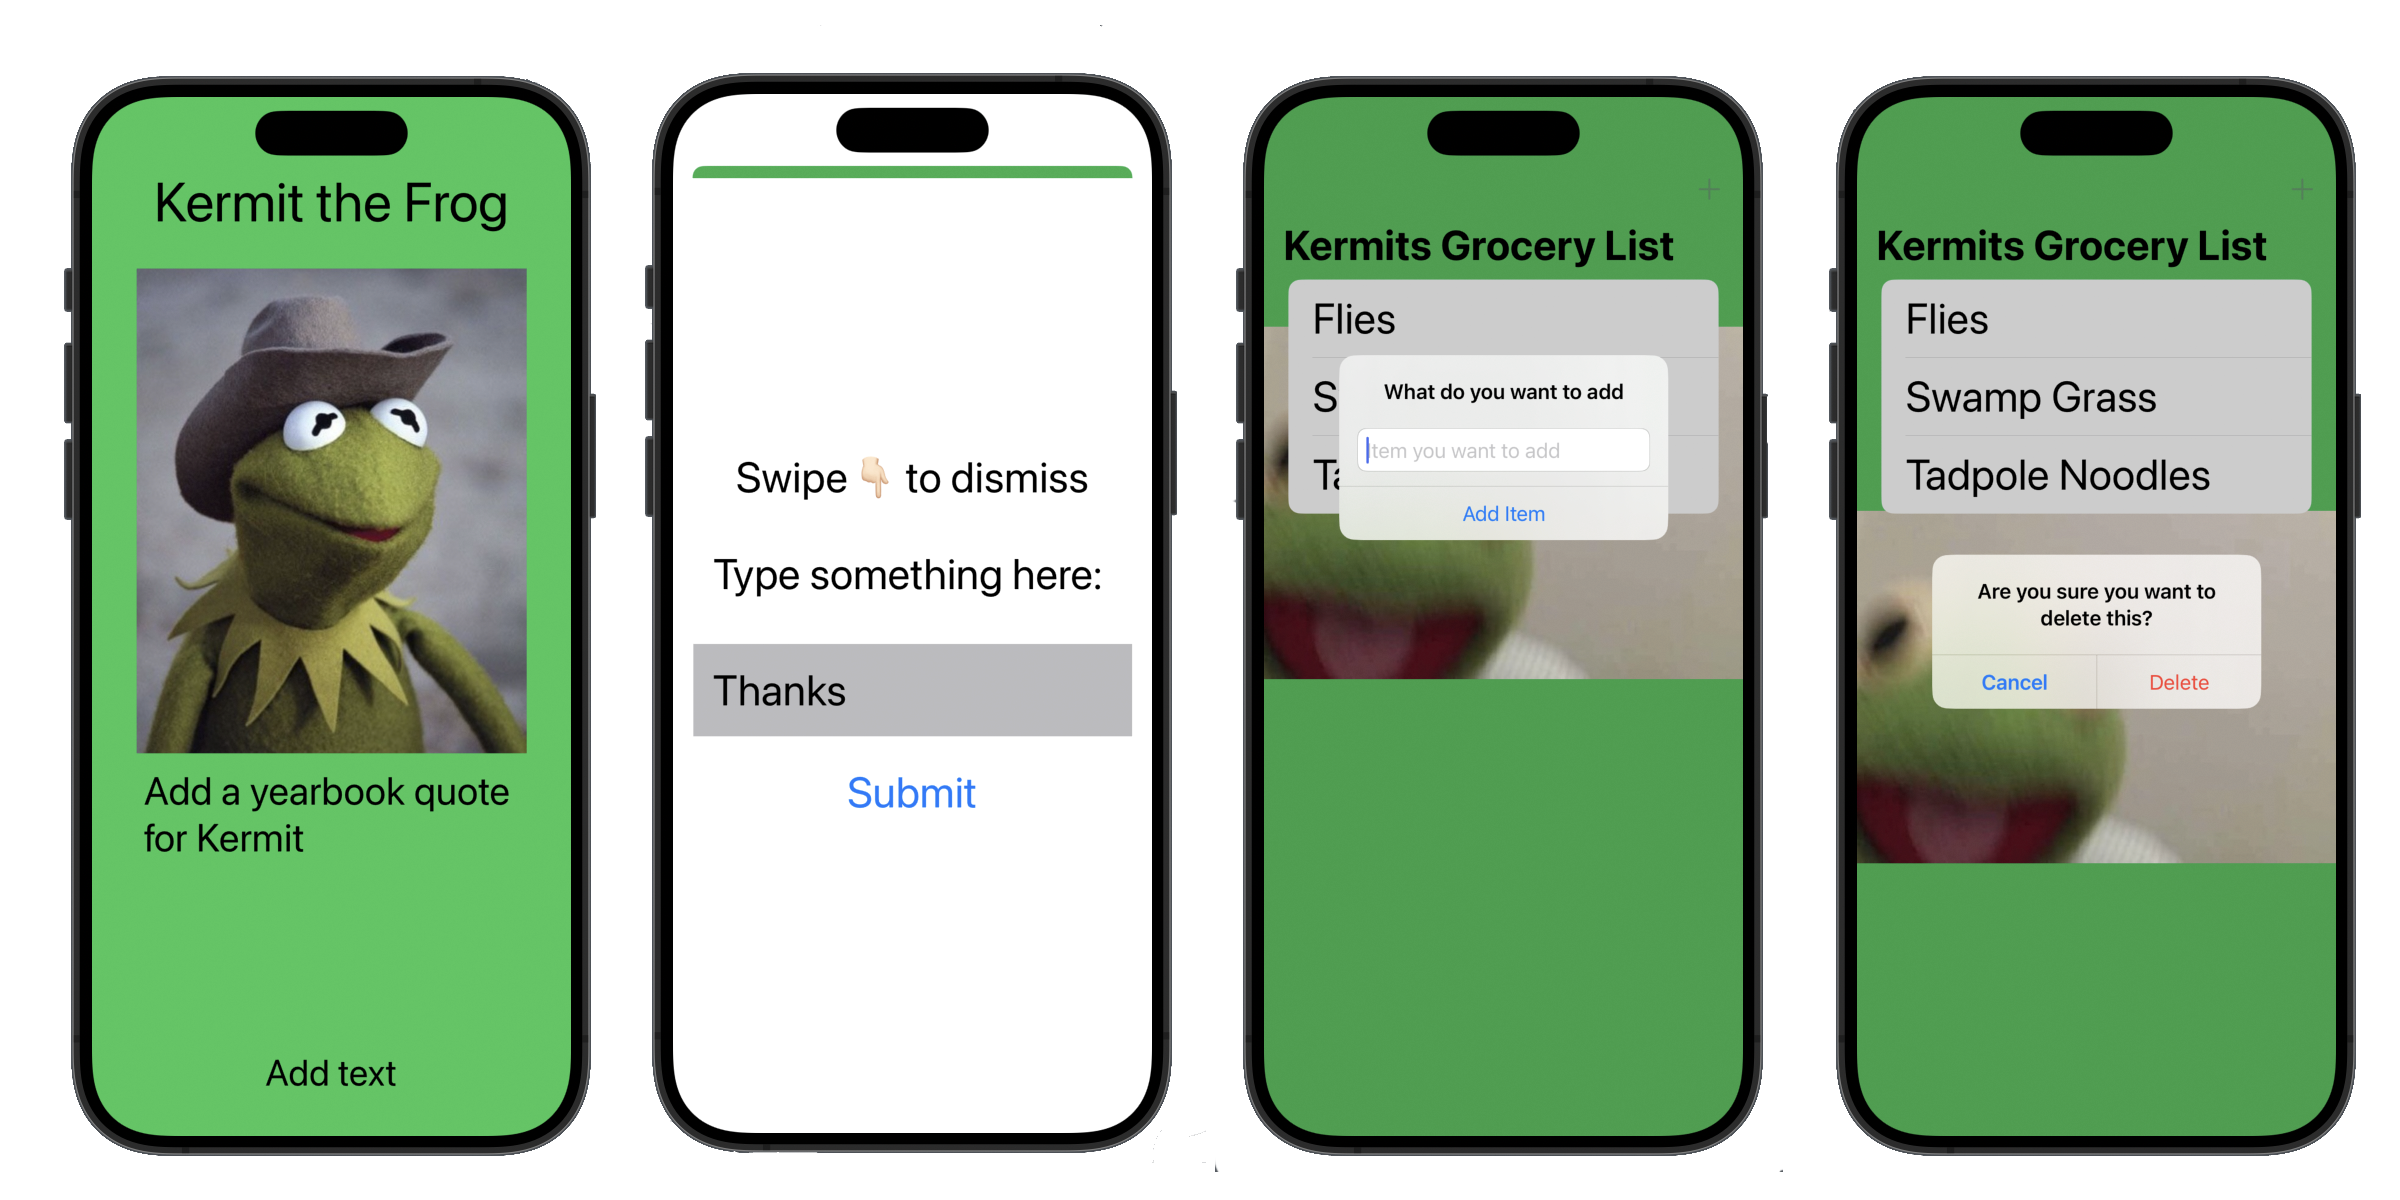 Kermit the Frog
Add a yearbook quote
for Kermit
Add text
Swipe 👇🏻 to dismiss
Type something here:
Thanks
Submit
Kermits Grocery List
Flies
S
Ta
What do you want to add
Item you want to add
Add Item
Kermits Grocery List
Flies
Swamp Grass
Tadpole Noodles
Are you sure you want to
delete this?
Cancel
Delete